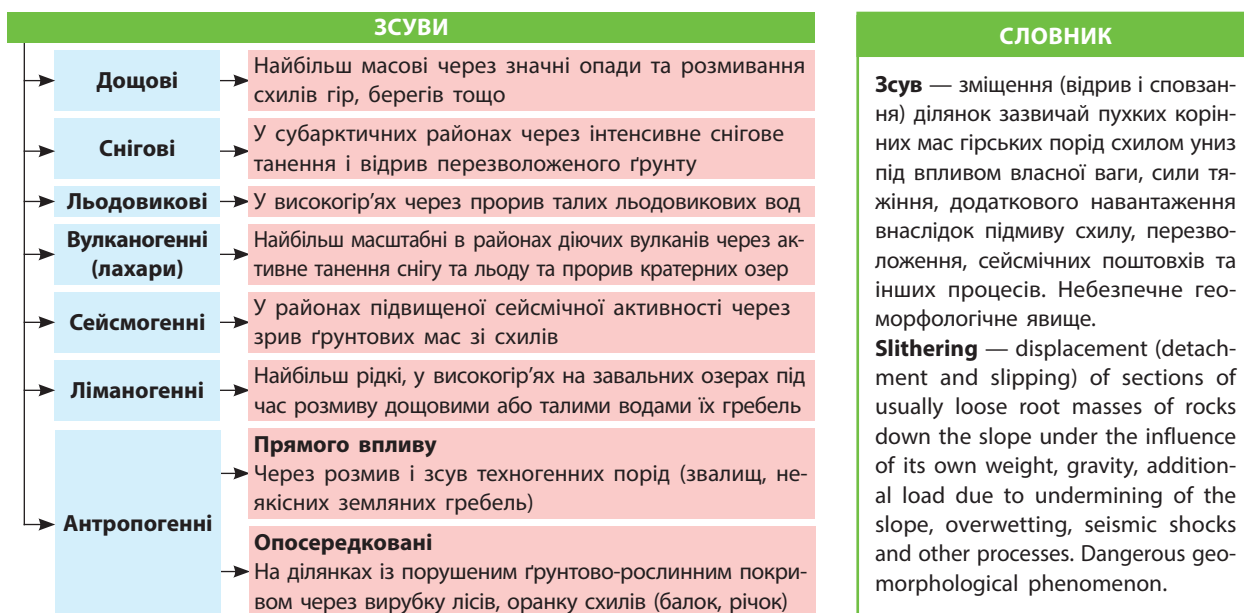 ЗСУВИ
Дощові
Найбільш масові через значні опади та розмивання
схилів гір, берегів тощо
Снігові
У субарктичних районах через інтенсивне снігове
танення і відрив перезволоженого ґрунту
Льодовикові
У високогір'ях через прорив талих льодовикових вод
Вулканогенні
(лахари)
Найбільш масштабні в районах діючих вулканів через ак-
тивне танення снігу та льоду та прорив кратерних озер
Сейсмогенні
У районах підвищеної сейсмічної активності через
зрив ґрунтових мас зі схилів
Ліманогенні
Найбільш рідкі, у високогір'ях на завальних озерах під
час розмиву дощовими або талими водами їх гребель
Антропогенні
Прямого впливу
Через розмив і зсув техногенних порід (звалищ, не-
якісних земляних гребель)
Опосередковані
На ділянках із порушеним ґрунтово-рослинним покри-
вом через вирубку лісів, оранку схилів (балок, річок)
СЛОВНИК
Зсув — зміщення (відрив і сповзан-
ня) ділянок зазвичай пухких корін-
них мас гірських порід схилом униз
під впливом власної ваги, сили тя-
жіння, додаткового навантаження
внаслідок підмиву схилу, перезво-
ложення, сейсмічних поштовхів та
інших процесів. Небезпечне гео-
морфологічне явище.
Slithering — displacement (detach-
ment and slipping) of sections of
usually loose root masses of rocks
down the slope under the influence
of its own weight, gravity, addition-
al load due to undermining of the
slope, overwetting, seismic shocks
and other processes. Dangerous geo-
morphological phenomenon.